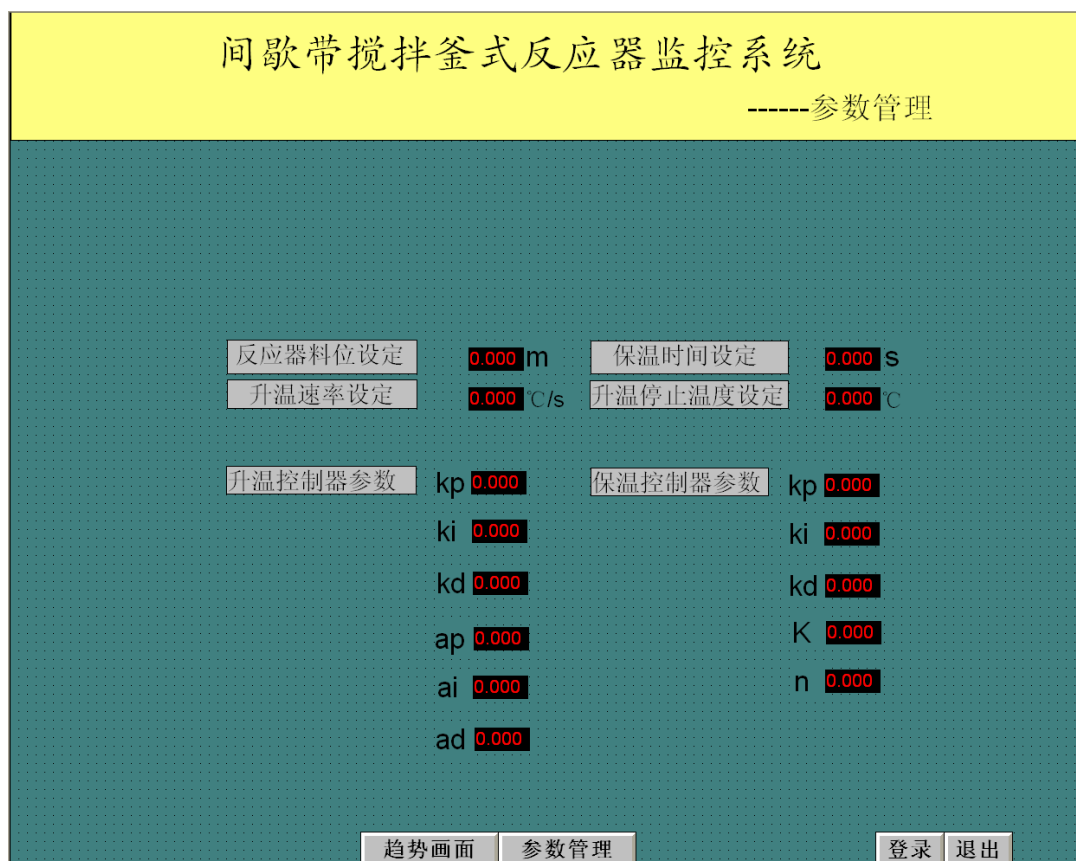 间歇带搅拌釜式反应器监控系统
------参数管理
反应器料位设定 0.000 m 保温时间设定 0.000 s
升温速率设定 0.000 ℃/s 升温停止温度设定 0.000 ℃
升温控制器参数 kp 0.000 保温控制器参数 kp 0.000
ki 0.000 ki 0.000
kd 0.000 kd 0.000
ap 0.000 K 0.000
ai 0.000 n 0.000
ad 0.000
趋势画面 参数管理 登录 退出